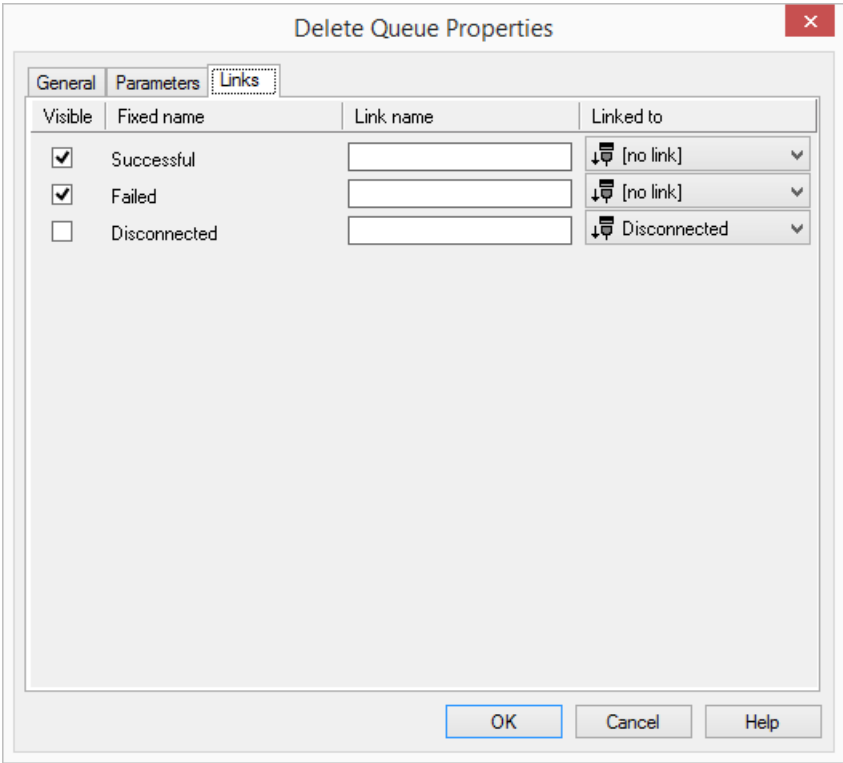 Delete Queue Properties
General Parameters Links
Visible Fixed name Link name Linked to
Successful [no link]
Failed [no link]
Disconnected Disconnected
OK Cancel Help